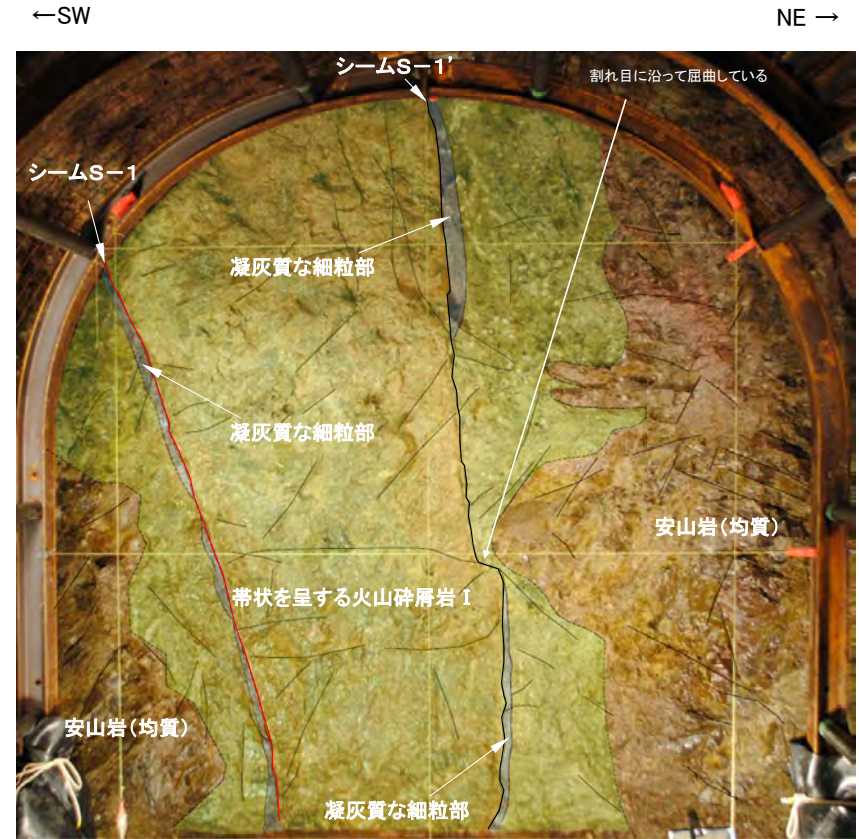 ←SW
NE →
シームS－1’
割れ目に沿って屈曲している
シームS－1
凝灰質な細粒部
凝灰質な細粒部
安山岩（均質）
帯状を呈する火山砕屑岩Ⅰ
安山岩（均質）
凝灰質な細粒部